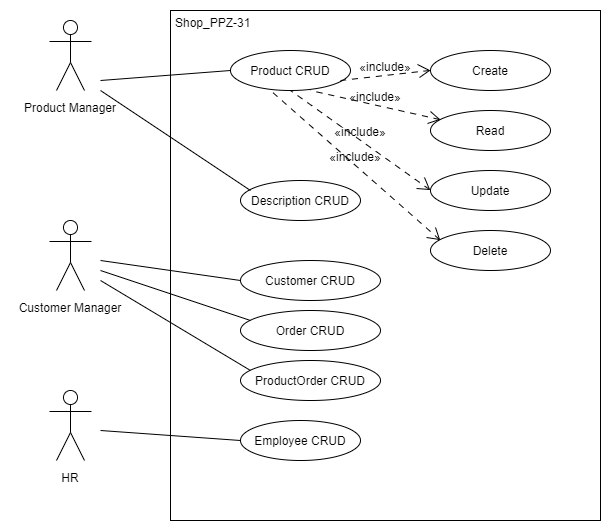 Shop_PPZ-31
Product CRUD
«include»
Create
Product Manager
«include»
Read
«include»
«include»
Update
Description CRUD
Delete
Customer CRUD
Customer Manager
Order CRUD
ProductOrder CRUD
Employee CRUD
HR